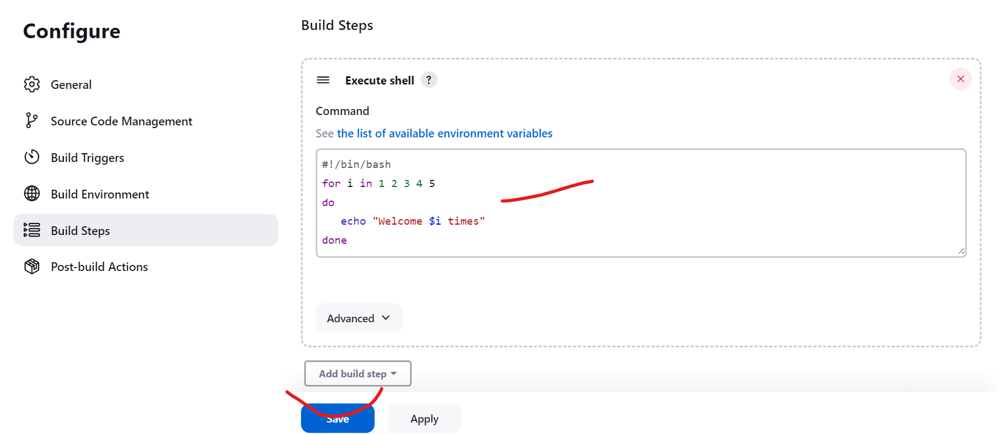 Configure
General
Source Code Management
Build Triggers
Build Environment
Build Steps
Post-build Actions
Build Steps
Execute shell ?
Command
See the list of available environment variables
#!/bin/bash
for i in 1 2 3 4 5
do
   echo "Welcome $i times"
done
Advanced
Add build step
Save
Apply